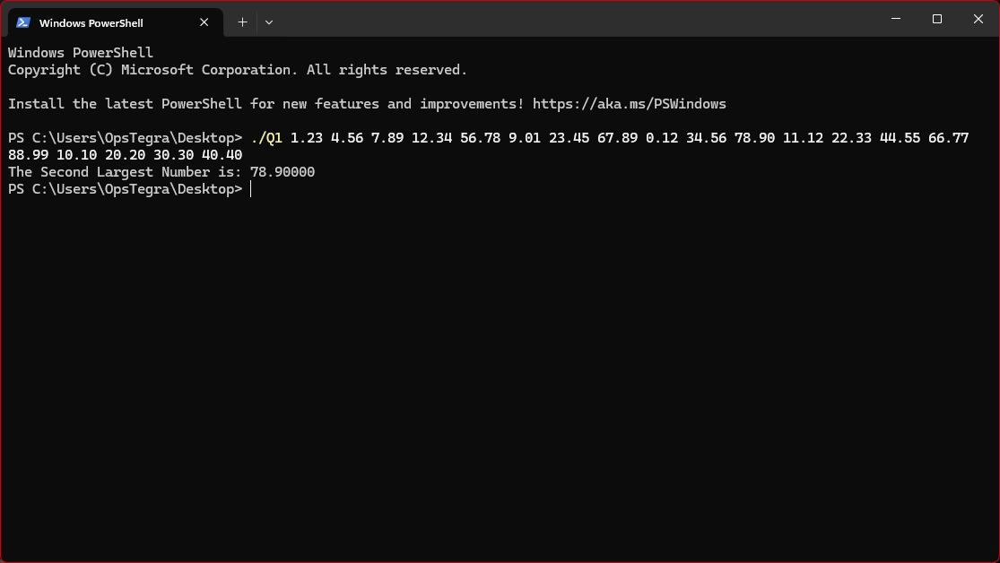 Windows PowerShell
Windows PowerShell
Copyright (C) Microsoft Corporation. All rights reserved.
Install the latest PowerShell for new features and improvements! https://aka.ms/PSWindows
PS C:\Users\OpsTegra\Desktop> ./Q1 1.23 4.56 7.89 12.34 56.78 9.01 23.45 67.89 0.12 34.56 78.90 11.12 22.33 44.55 66.77
88.99 10.10 20.20 30.30 40.40
The Second Largest Number is: 78.90000
PS C:\Users\OpsTegra\Desktop>